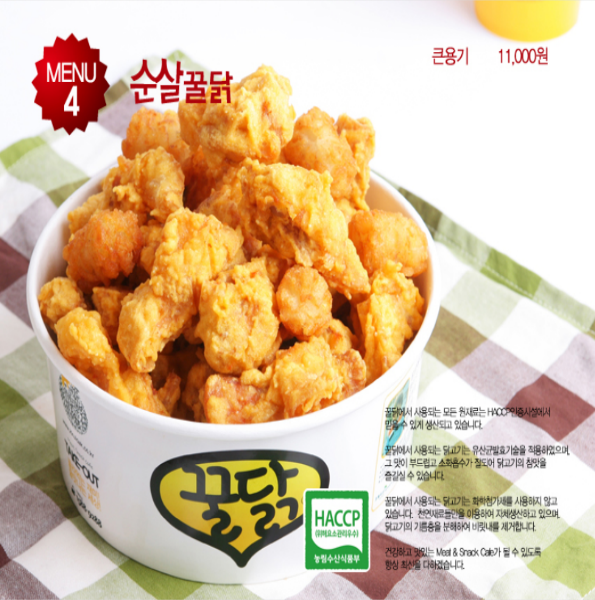 MENU
4
순살꿀닭
큰용기 11,000원
꿀닭에서 사용되는 모든 원재료는 HACCP인증시설에서
믿을 수 있게 생산되고 있습니다.
꿀닭에서 사용되는 닭고기는 유산균발효기술을 적용하였으며,
그 맛이 부드럽고 소화흡수가 잘되어 닭고기의 참맛을
즐길실 수 있습니다.
꿀닭에서 사용되는 닭고기는 화학첨가제를 사용하지 않고
있습니다. 천연재료들만을 이용하여 자체생산하고 있으며,
닭고기의 기름층을 분해하여 비릿내를 제거합니다.
건강하고 맛있는 Meat & Snack Cafe가 될 수 있도록
항상 최선을 다하겠습니다.
TAKE-OUT
꿀닭
HACCP
(위해요소관리우수)
농림수산식품부